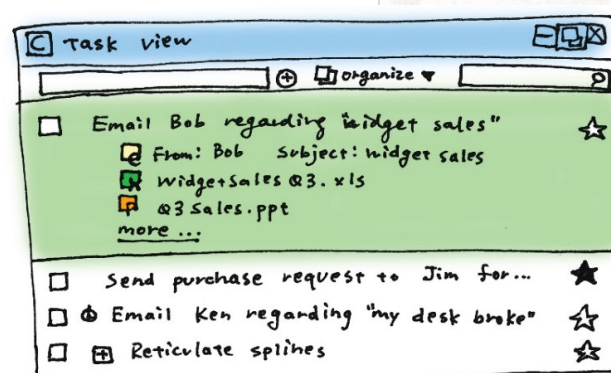 Task view
organize
Email Bob regarding "widget sales"
From: Bob Subject: widget sales
WidgetSales Q3.xls
Q3 Sales.ppt
more ...
Send purchase request to Jim for...
Email Ken regarding "my desk broke"
Reticulate splines